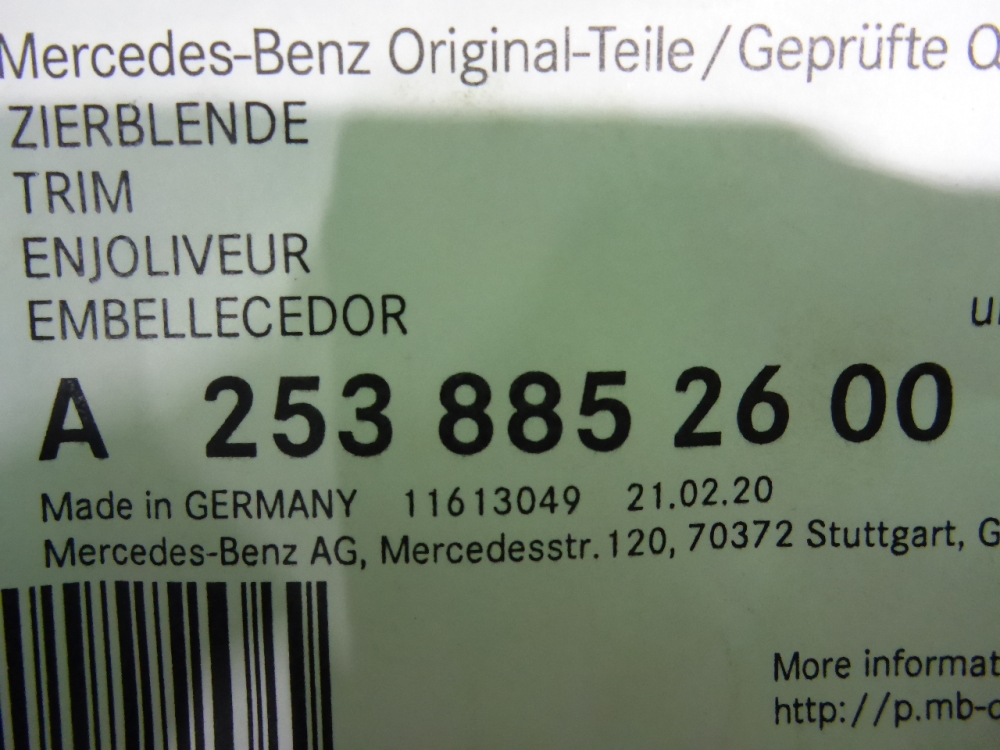 Mercedes-Benz Original-Teile/Geprüfte
ZIERBLENDE
TRIM
ENJOLIVEUR
EMBELLECEDOR
A 253 885 26 00
Made in GERMANY 11613049 21.02.20
Mercedes-Benz AG, Mercedesstr. 120, 70372 Stuttgart,
More
http://p.mb-